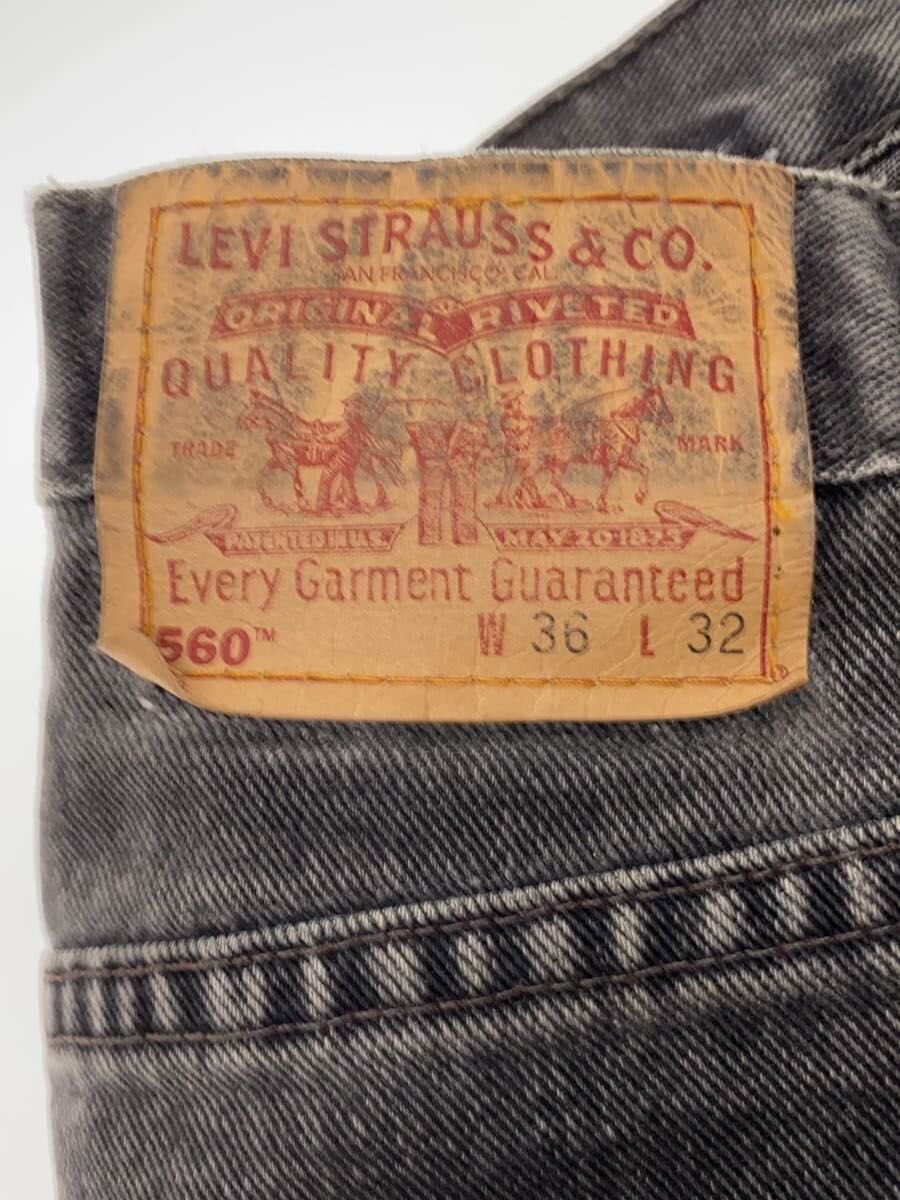 LEVI STRAUSS & CO.
SAN FRANCISCO, CAL.
ORIGINAL RIVETED
QUALITY CLOTHING
TRADE MARK
PATENTED IN U.S. MAY 20 1873
Every Garment Guaranteed
560™ W 36 L 32
®